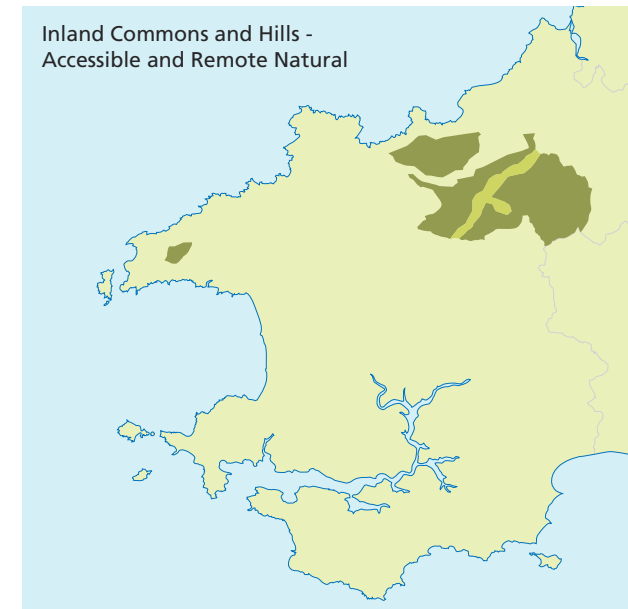 Inland Commons and Hills -
Accessible and Remote Natural